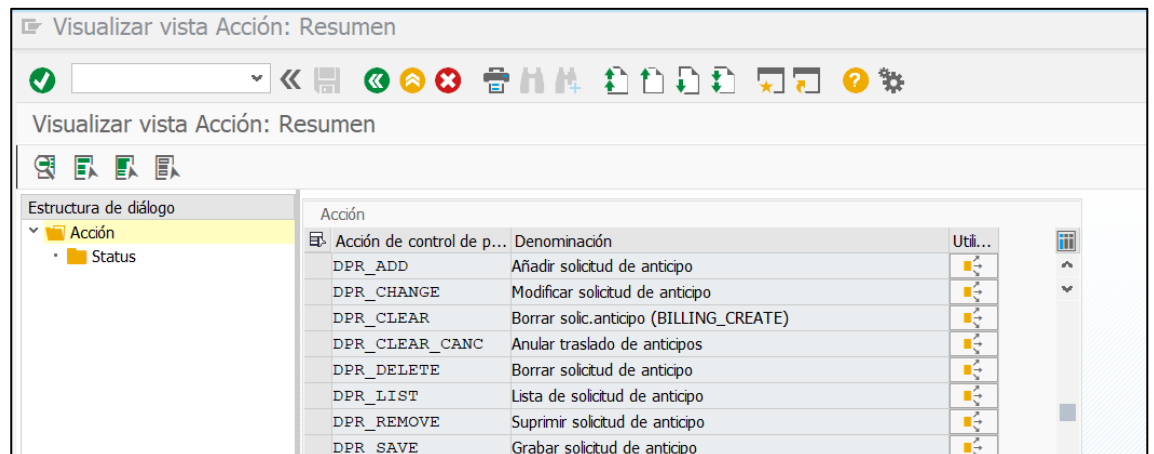 Visualizar vista Acción: Resumen
Visualizar vista Acción: Resumen
Estructura de diálogo
Acción
Status
Acción
Acción de control de p... Denominación Utili...
DPR_ADD Añadir solicitud de anticipo
DPR_CHANGE Modificar solicitud de anticipo
DPR_CLEAR Borrar solic.anticipo (BILLING_CREATE)
DPR_CLEAR_CANC Anular traslado de anticipos
DPR_DELETE Borrar solicitud de anticipo
DPR_LIST Lista de solicitud de anticipo
DPR_REMOVE Suprimir solicitud de anticipo
DPR_SAVE Grabar solicitud de anticipo